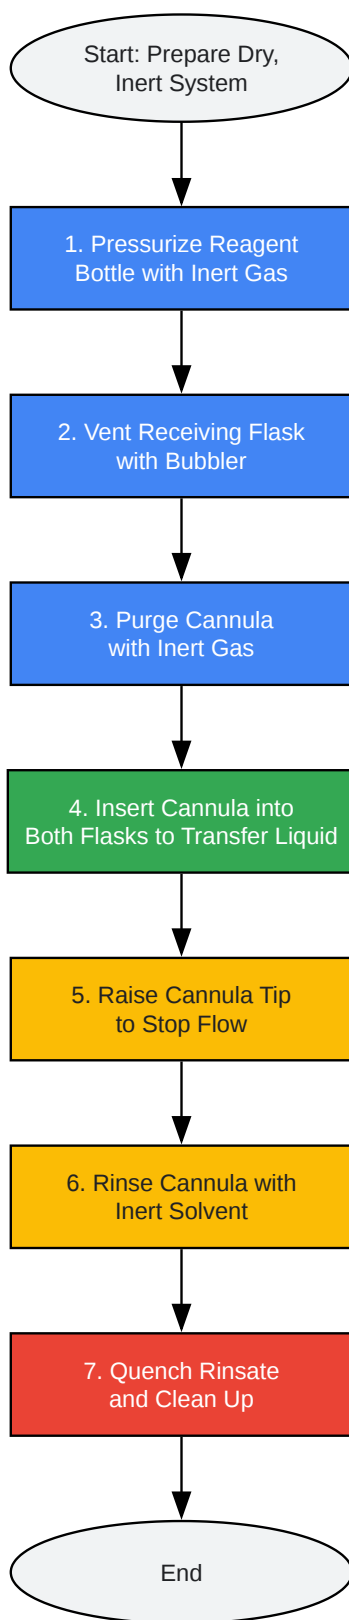 Start: Prepare Dry,
Inert System
1. Pressurize Reagent
Bottle with Inert Gas
2. Vent Receiving Flask
with Bubbler
3. Purge Cannula
with Inert Gas
4. Insert Cannula into
Both Flasks to Transfer Liquid
5. Raise Cannula Tip
to Stop Flow
6. Rinse Cannula with
Inert Solvent
7. Quench Rinsate
and Clean Up
End